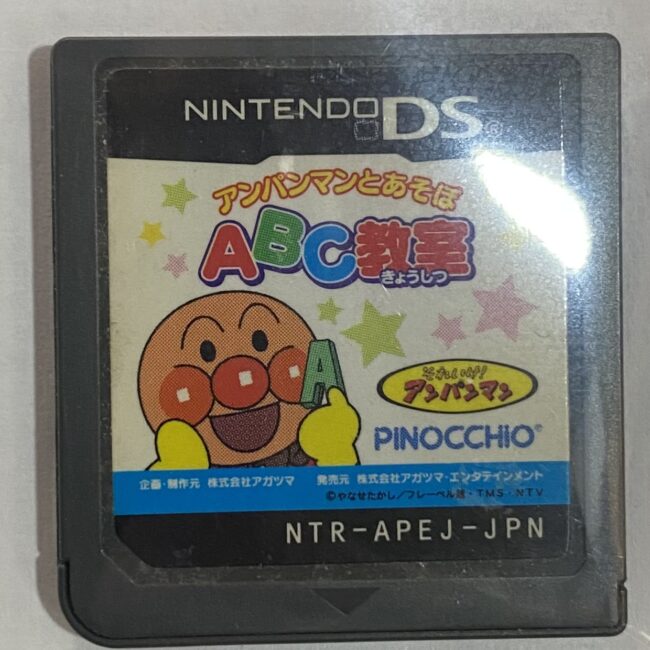 NINTENDO DS®
アンパンマンとあそぼ
ABC教室
きょうしつ
A
それいけ!
アンパンマン
PINOCCHIO®
企画・制作元 株式会社アガツマ 発売元 株式会社アガツマ・エンタテインメント
©やなせたかし/フレーベル館・TMS・NTV
NTR-APEJ-JPN